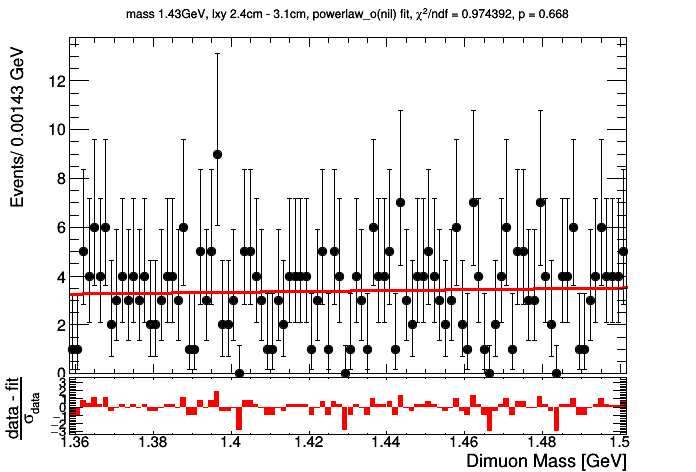 mass 1.43GeV, lxy 2.4cm - 3.1cm, powerlaw_o(nil) fit, χ²/ndf = 0.974392, p = 0.668
Events/ 0.00143 GeV
12
10
8
6
4
2
0
data - fit
σdata
3
2
1
0
−1
−2
−3
1.36 1.38 1.4 1.42 1.44 1.46 1.48 1.5
Dimuon Mass [GeV]